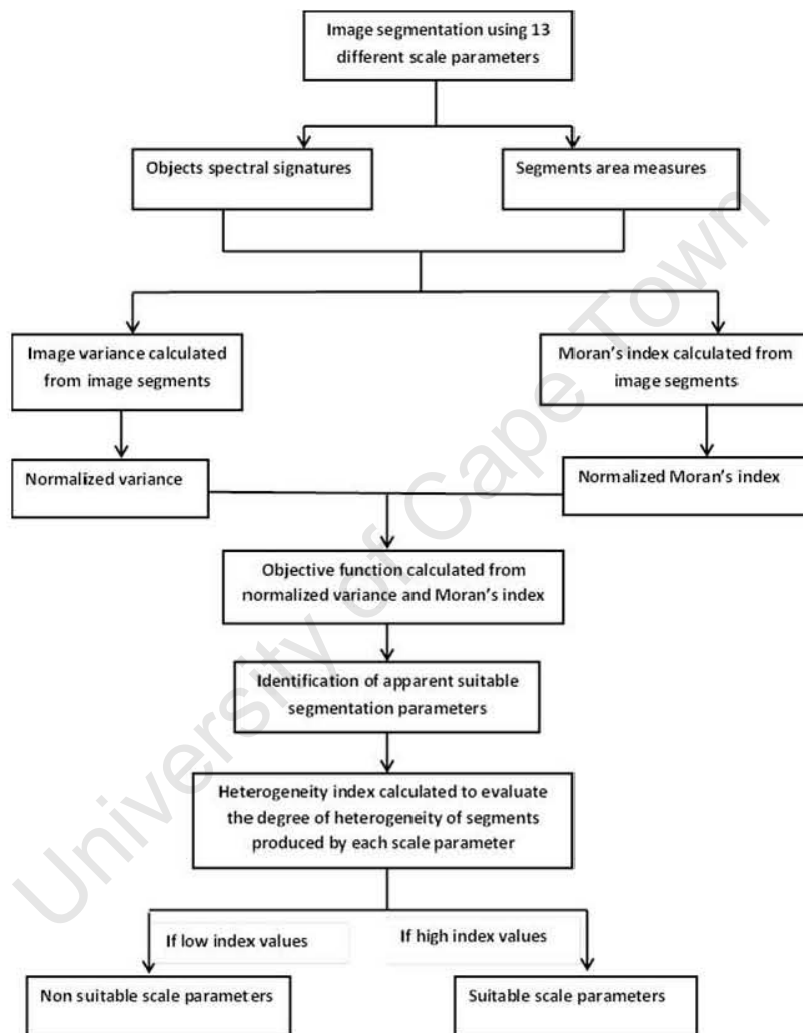 Image segmentation using 13
different scale parameters
Objects spectral signatures
Segments area measures
Image variance calculated
from image segments
Moran's index calculated from
image segments
Normalized variance
Normalized Moran's index
Objective function calculated from
normalized variance and Moran's index
Identification of apparent suitable
segmentation parameters
Heterogeneity index calculated to evaluate
the degree of heterogeneity of segments
produced by each scale parameter
If low index values
If high index values
Non suitable scale parameters
Suitable scale parameters
University of Cape Town